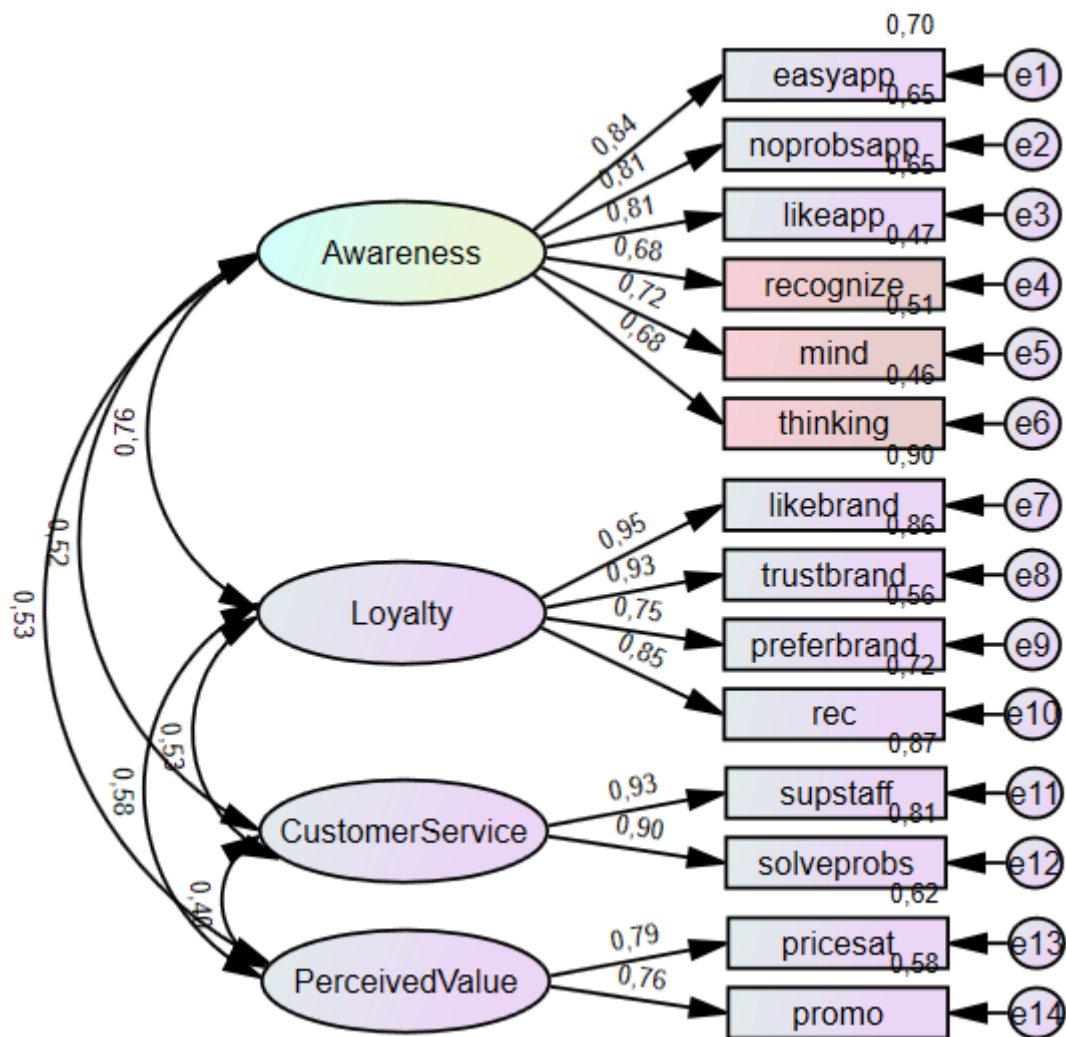 0,70
easyapp
e1
0,84
0,65
noprobsapp
e2
0,81
0,65
likeapp
e3
0,81
0,47
recognize
e4
0,68
0,51
mind
e5
0,72
0,46
thinking
e6
0,68
Awareness
0,90
likebrand
e7
0,95
0,86
trustbrand
e8
0,93
0,56
preferbrand
e9
0,75
0,72
rec
e10
0,85
Loyalty
0,76
0,52
0,53
0,87
supstaff
e11
0,93
0,81
solveprobs
e12
0,90
CustomerService
0,53
0,58
0,62
pricesat
e13
0,79
0,58
promo
e14
0,76
PerceivedValue